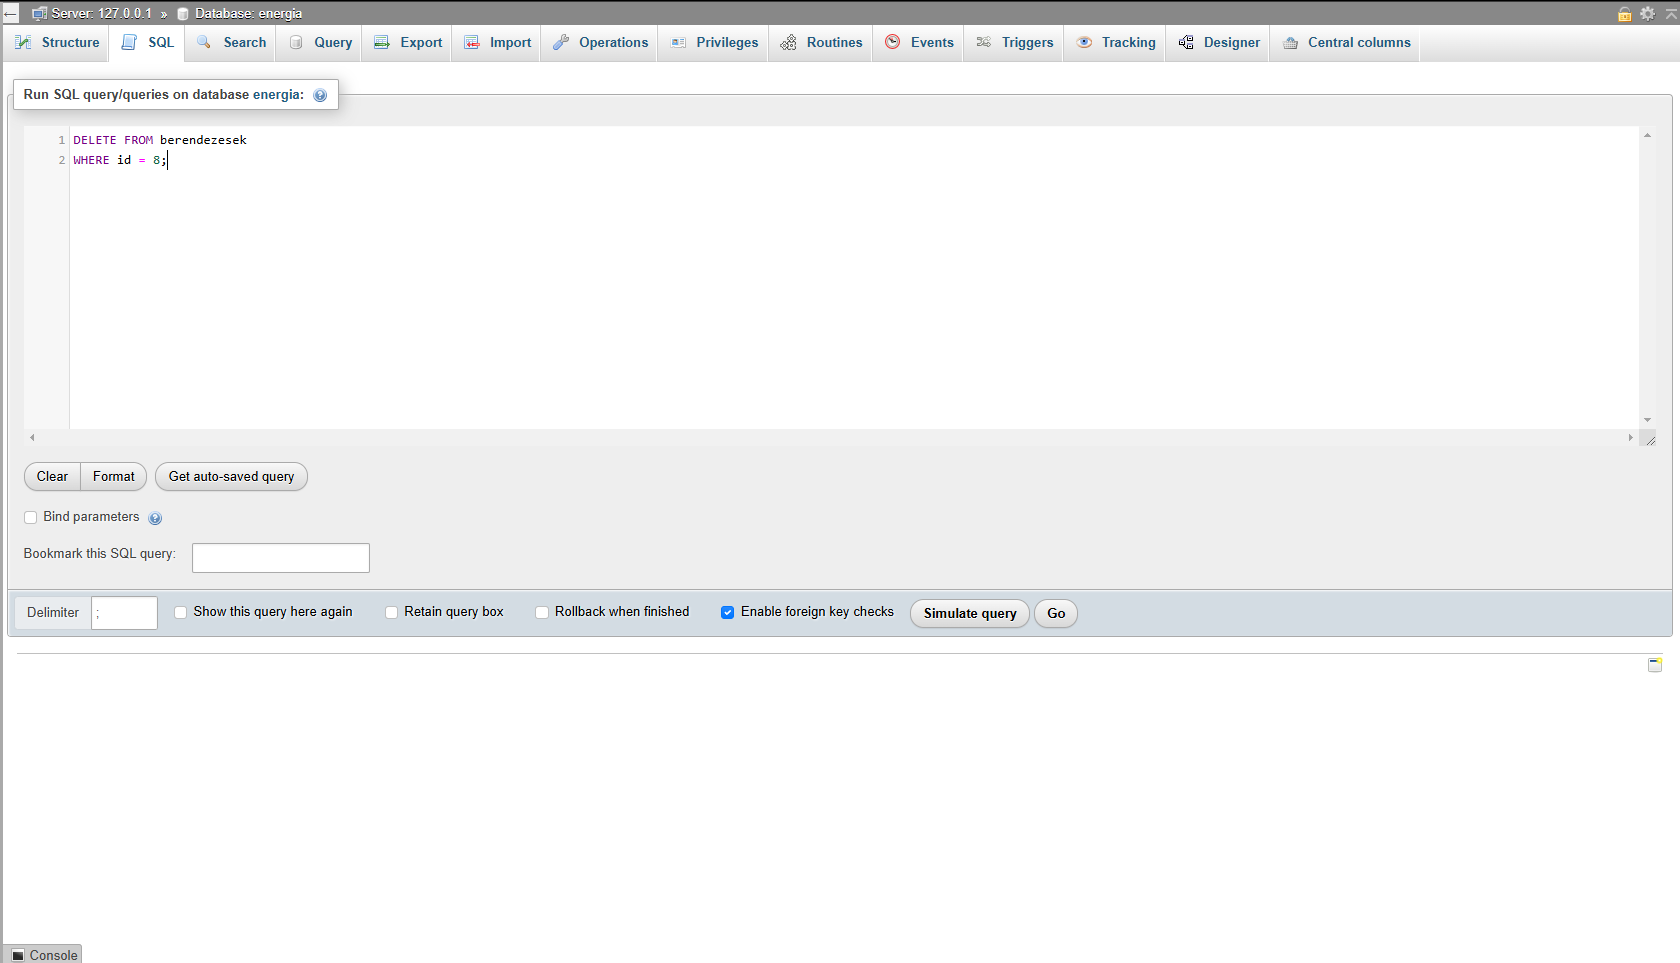 Server: 127.0.0.1 » Database: energia
Structure SQL Search Query Export Import Operations Privileges Routines Events Triggers Tracking Designer Central columns
Run SQL query/queries on database energia:
1 DELETE FROM berendezesek
2 WHERE id = 8;
Clear Format Get auto-saved query
Bind parameters
Bookmark this SQL query:
Delimiter ; Show this query here again Retain query box Rollback when finished Enable foreign key checks Simulate query Go
Console